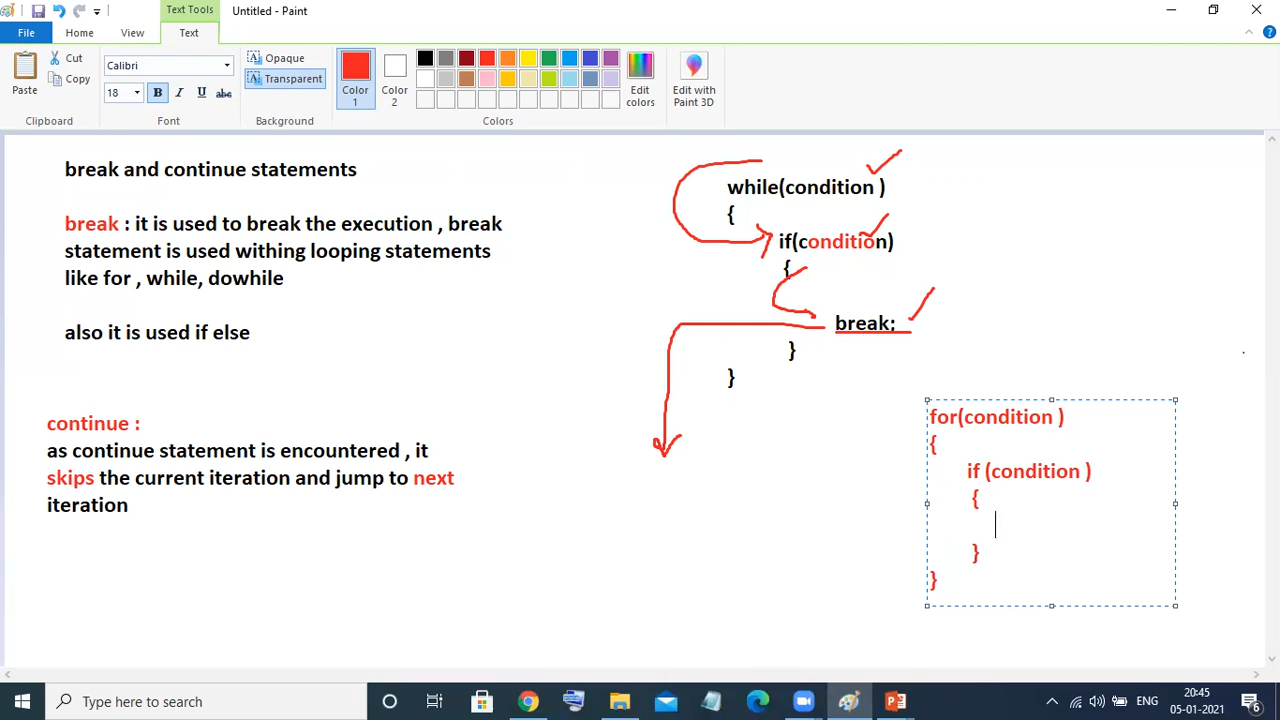 Text Tools
Untitled - Paint
File
Home
View
Text
Paste
Cut
Copy
Clipboard
Calibri
18
B
I
U
abc
Font
Opaque
Transparent
Background
Color 1
Color 2
Edit colors
Colors
Edit with Paint 3D
break and continue statements
break : it is used to break the execution , break
statement is used withing looping statements
like for , while, dowhile
also it is used if else
continue :
as continue statement is encountered , it
skips the current iteration and jump to next
iteration
while(condition )
{
if(condition)
{
break;
}
}
for(condition )
{
if (condition )
{
}
}
Type here to search
ENG
20:45
05-01-2021
6